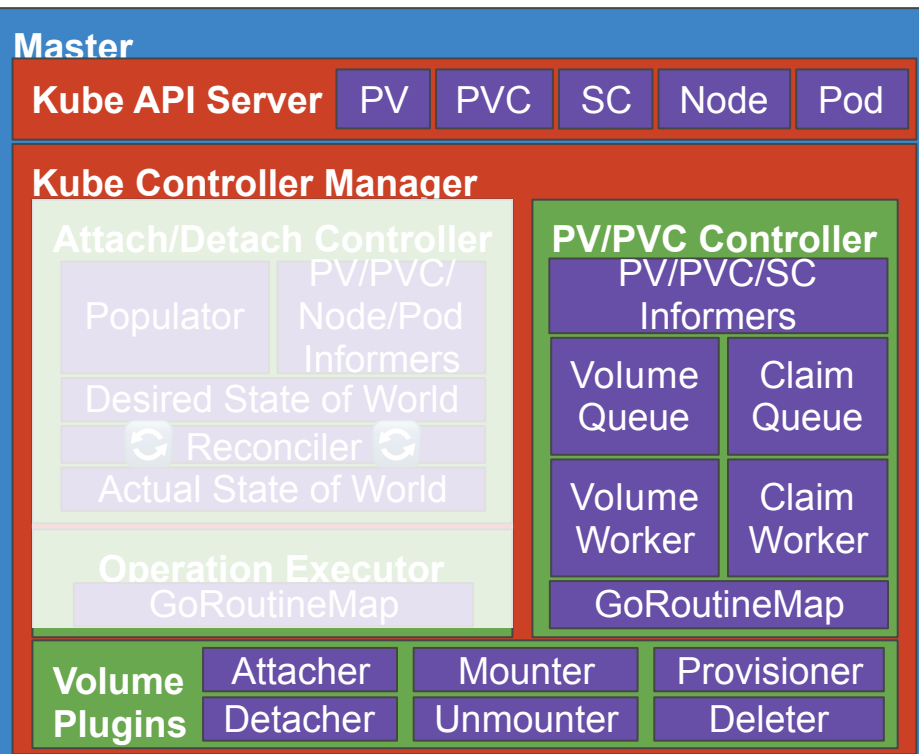 Master
Kube API Server PV PVC SC Node Pod
Kube Controller Manager
Attach/Detach Controller
Populator
PV/PVC/
Node/Pod
Informers
Desired State of World
Reconciler
Actual State of World
Operation Executor
GoRoutineMap
PV/PVC Controller
PV/PVC/SC
Informers
Volume
Queue
Claim
Queue
Volume
Worker
Claim
Worker
GoRoutineMap
Volume
Plugins
Attacher Mounter Provisioner
Detacher Unmounter Deleter